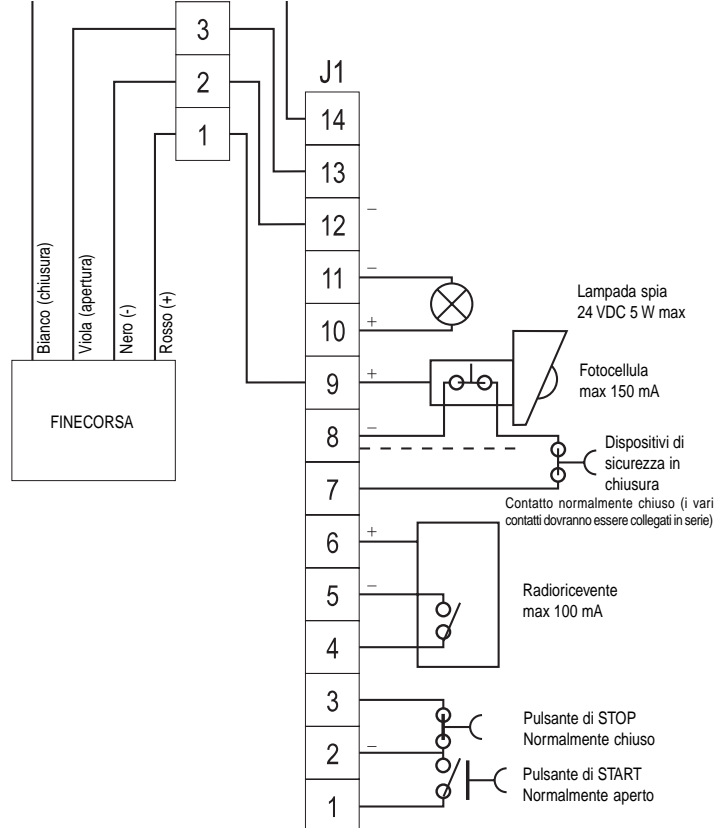 3
2
1
J1
14
13
12
–
11
–
10
+
9
+
8
–
7
6
+
5
–
4
3
2
–
1
Bianco (chiusura)
Viola (apertura)
Nero (-)
Rosso (+)
FINECORSA
Lampada spia
24 VDC 5 W max
Fotocellula
max 150 mA
Dispositivi di
sicurezza in
chiusura
Contatto normalmente chiuso (i vari
contatti dovranno essere collegati in serie)
Radioricevente
max 100 mA
Pulsante di STOP
Normalmente chiuso
Pulsante di START
Normalmente aperto